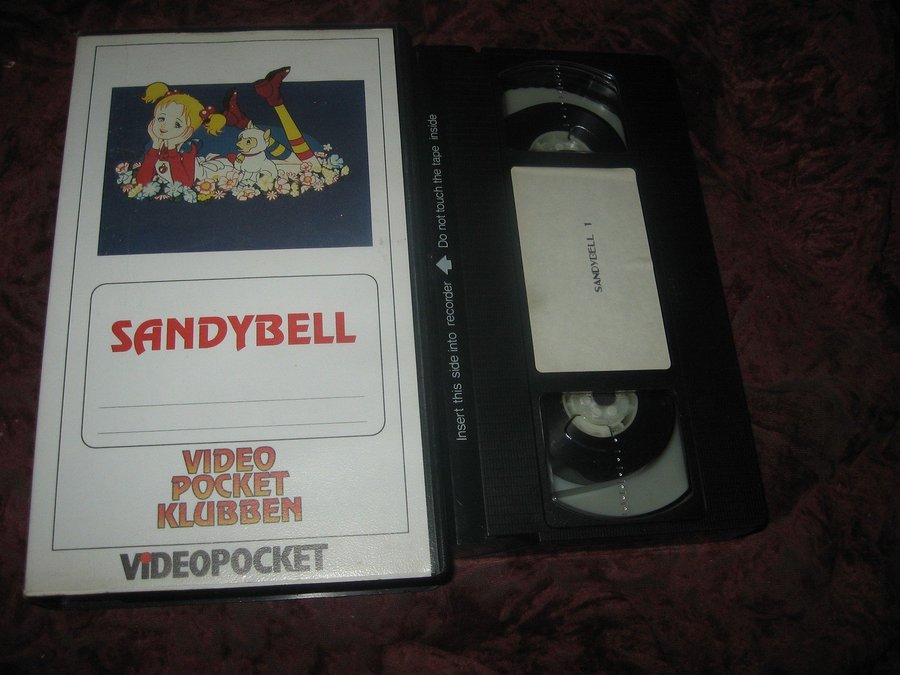 SANDYBELL
VIDEO
POCKET
KLUBBEN
VIDEOPOCKET
Insert this side into recorder Do not touch the tape inside
SANDYBELL 1